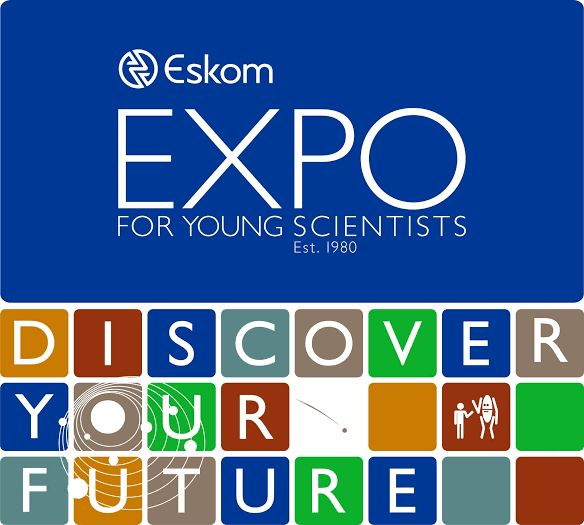 Eskom
EXPO
FOR YOUNG SCIENTISTS
Est. 1980
DISCOVER
YOUR
FUTURE